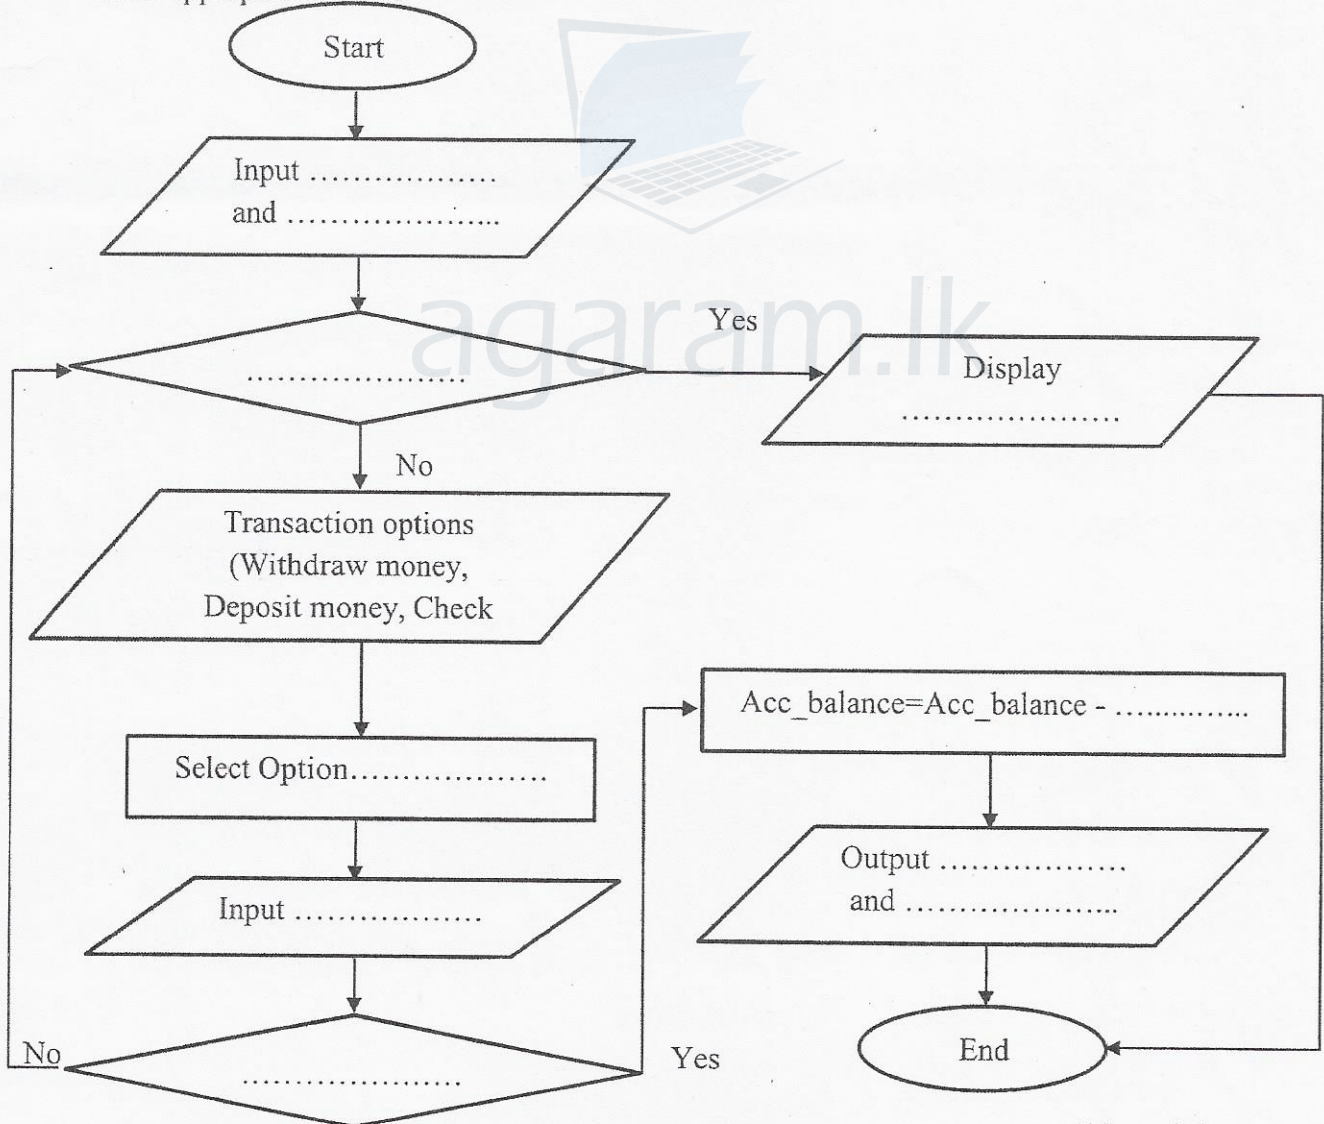 Start
Input ....................
and ........................
agaram.lk
Yes
........................
Display
........................
No
Transaction options
(Withdraw money,
Deposit money, Check
Acc_balance=Acc_balance - ................
Select Option......................
Output .....................
and ........................
Input .....................
No
Yes
........................
End